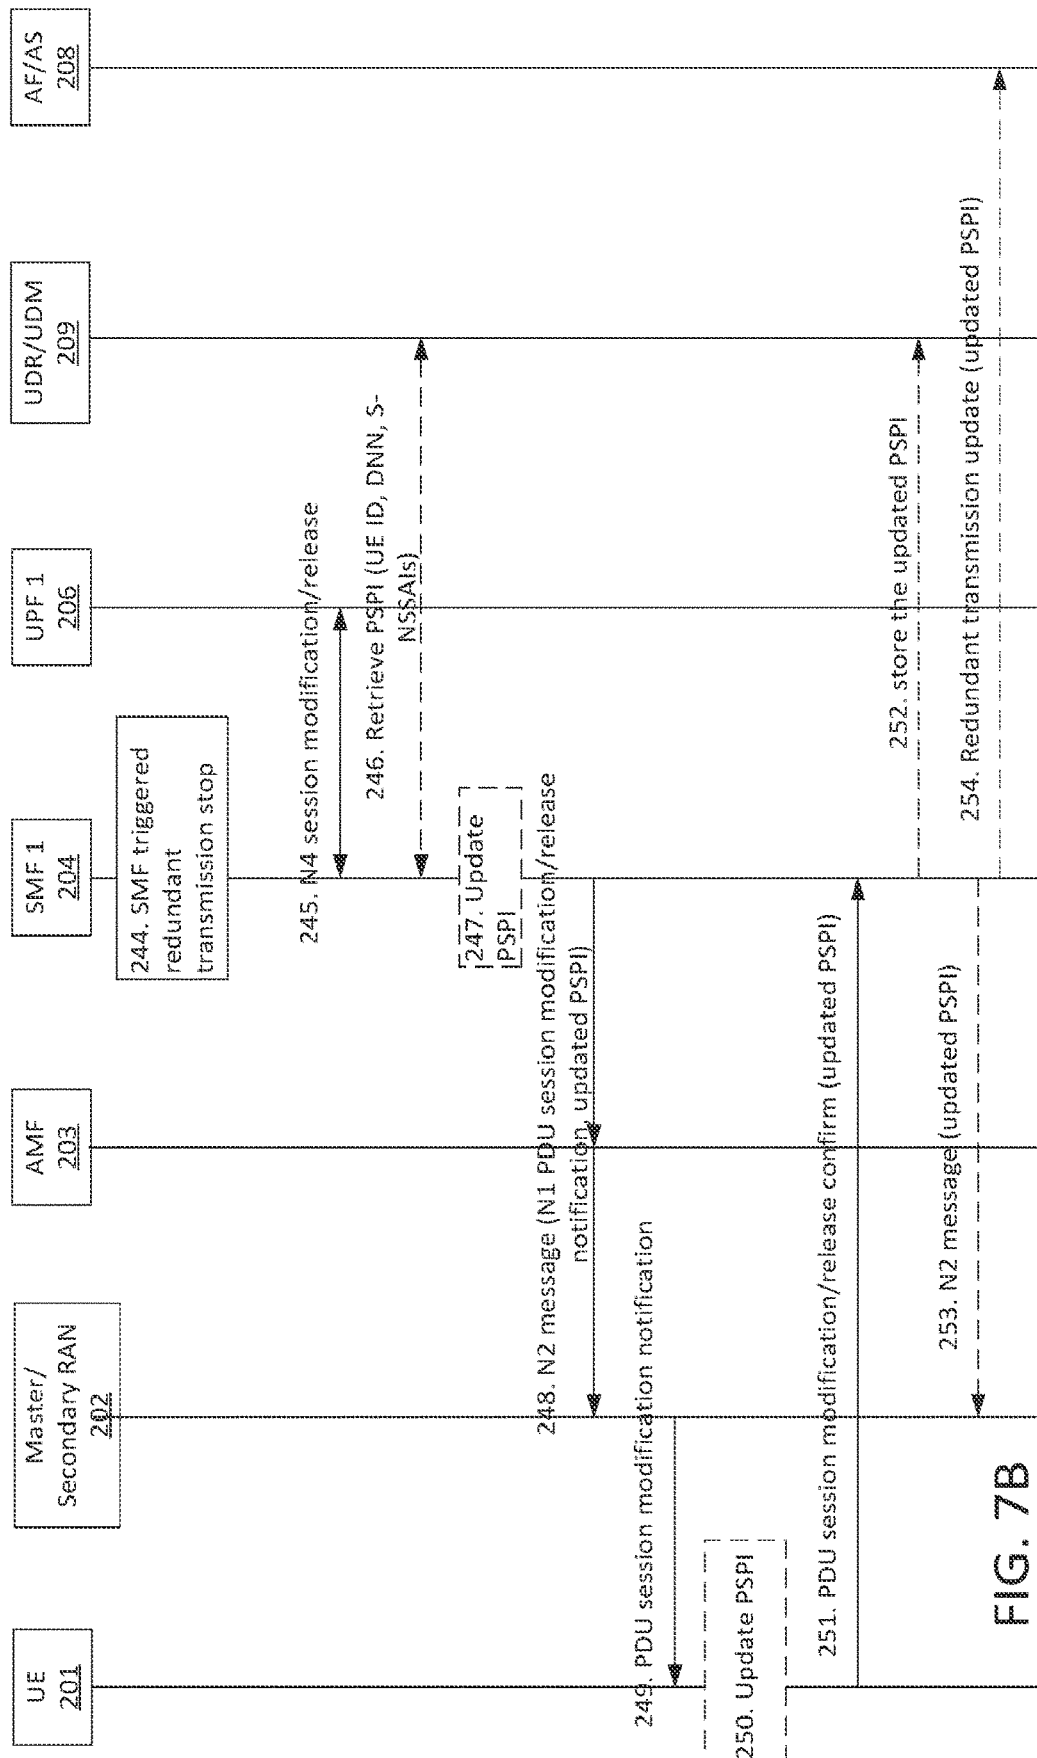 UE
201
Master/
Secondary RAN
202
AMF
203
SMF 1
204
UPF 1
206
UDR/UDM
209
AF/AS
208
244. SMF triggered
redundant
transmission stop
245. N4 session modification/release
246. Retrieve PSPI (UE ID, DNN, S-
NSSAIs)
247. Update
PSPI
248. N2 message (N1 PDU session modification/release
notification, updated PSPI)
249. PDU session modification notification
250. Update PSPI
251. PDU session modification/release confirm (updated PSPI)
252. store the updated PSPI
253. N2 message (updated PSPI)
254. Redundant transmission update (updated PSPI)
FIG. 7B